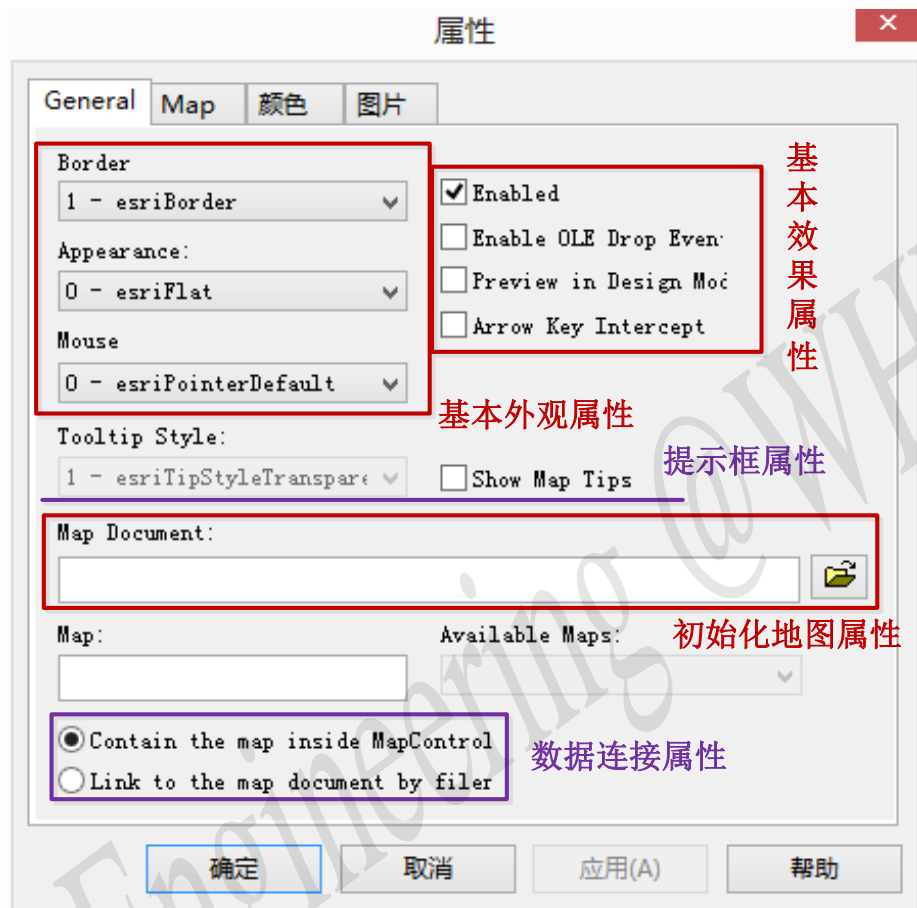 属性
General Map 颜色 图片
Border
1 - esriBorder
Appearance:
0 - esriFlat
Mouse
0 - esriPointerDefault
Enabled
Enable OLE Drop Even
Preview in Design Mod
Arrow Key Intercept
基本效果属性
基本外观属性
Tooltip Style:
1 - esriTipStyleTranspare
Show Map Tips
提示框属性
Map Document:
初始化地图属性
Map:
Available Maps:
Contain the map inside MapControl
Link to the map document by filer
数据连接属性
确定 取消 应用(A) 帮助
Engineering @WH